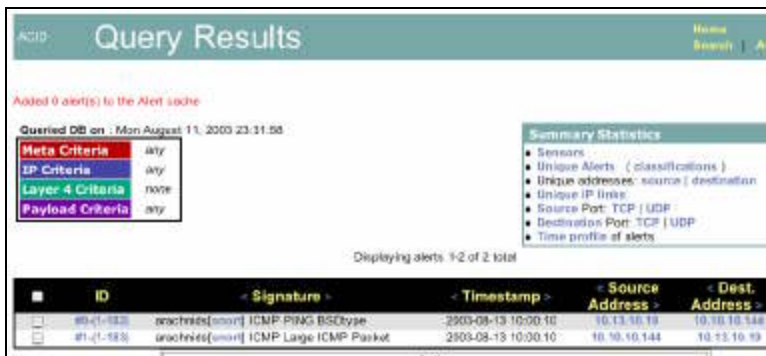 ACID Query Results Home
Search | A
Added 0 alert(s) to the Alert cache
Queried DB on : Mon August 11, 2003 23:31:58
Meta Criteria any
IP Criteria any
Layer 4 Criteria none
Payload Criteria any
Summary Statistics
Sensors
Unique Alerts ( classifications )
Unique addresses: source | destination
Unique IP links
Source Port: TCP | UDP
Destination Port: TCP | UDP
Time profile of alerts
Displaying alerts 1-2 of 2 total
ID < Signature > < Timestamp > < Source Address > < Dest. Address >
arachnids[snort] ICMP PING BSDtype 2003-08-13 10:00:10 10.13.10.19 10.10.10.144
arachnids[snort] ICMP Large ICMP Packet 2003-08-13 10:00:10 10.10.10.144 10.13.10.19